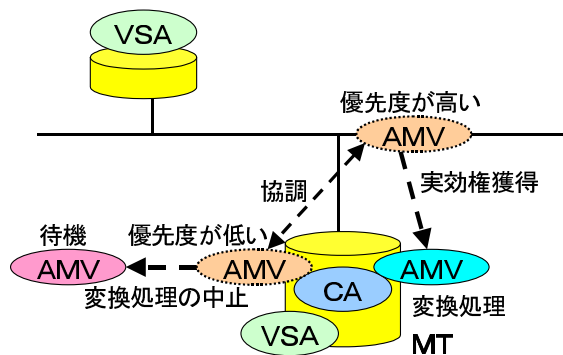 VSA
優先度が高い
AMV
協調
実効権獲得
待機
優先度が低い
AMV
AMV
AMV
変換処理の中止
CA
変換処理
VSA
MT